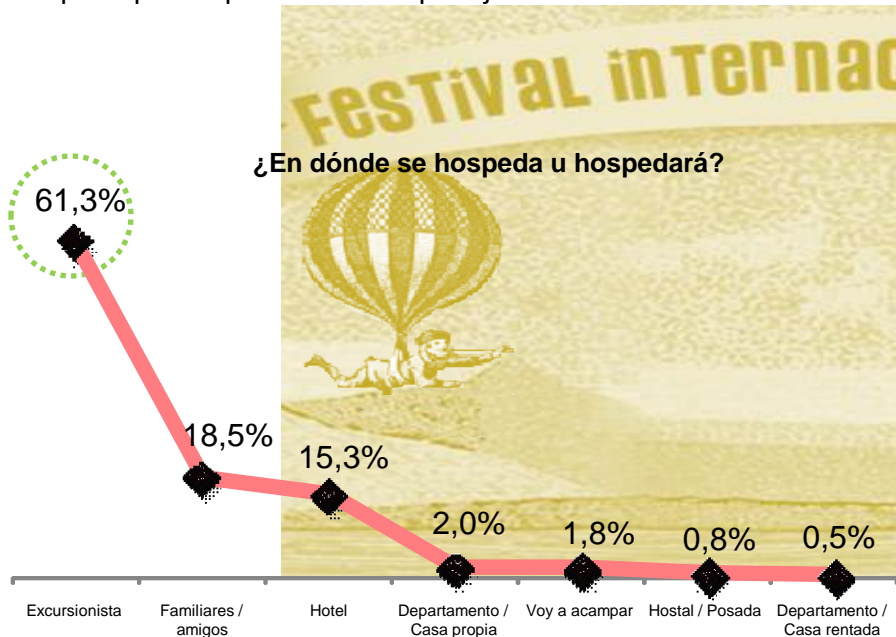 FesTiVaL inTernac
¿En dónde se hospeda u hospedará?
61,3%
18,5%
15,3%
2,0%
1,8%
0,8%
0,5%
Excursionista
Familiares /
amigos
Hotel
Departamento /
Casa propia
Voy a acampar
Hostal / Posada
Departamento /
Casa rentada